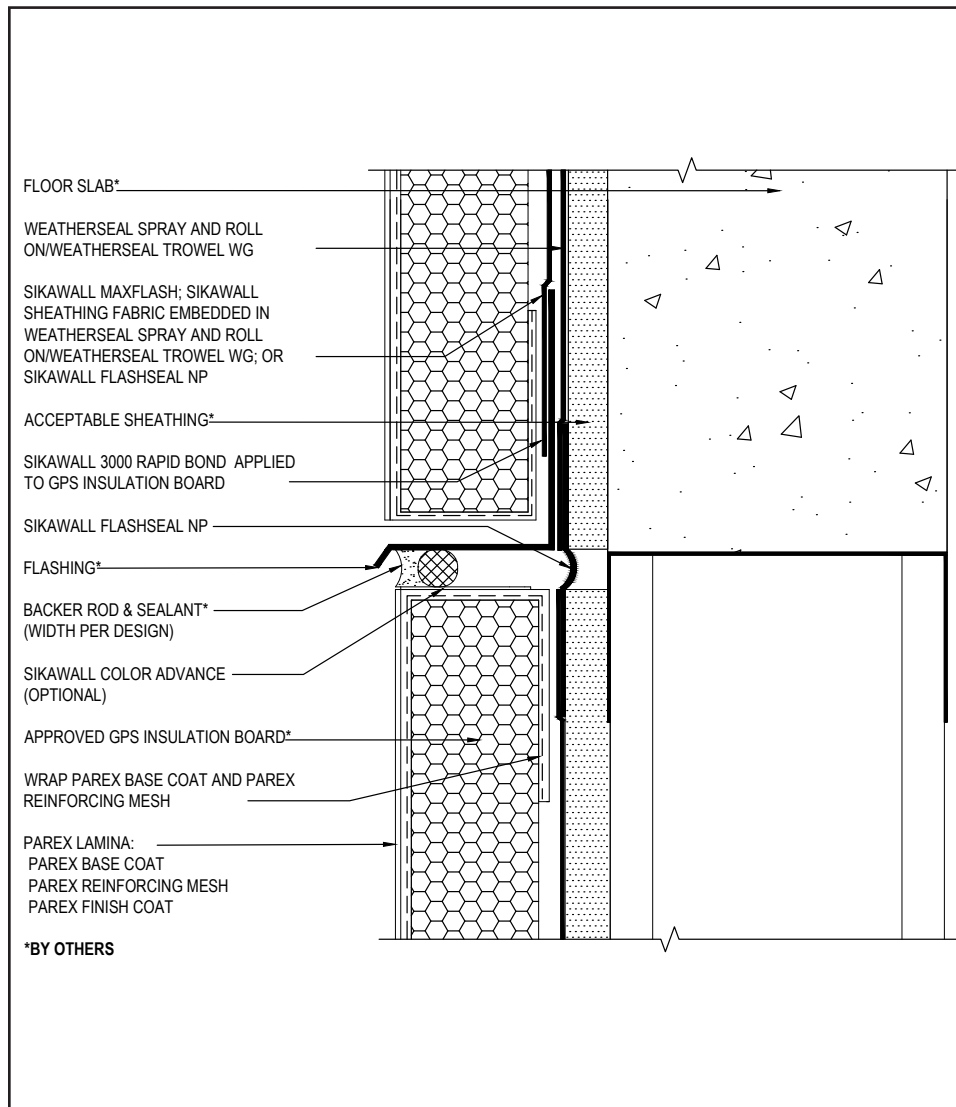 FLOOR SLAB*
WEATHERSEAL SPRAY AND ROLL
ON/WEATHERSEAL TROWEL WG
SIKAWALL MAXFLASH; SIKAWALL
SHEATHING FABRIC EMBEDDED IN
WEATHERSEAL SPRAY AND ROLL
ON/WEATHERSEAL TROWEL WG; OR
SIKAWALL FLASHSEAL NP
ACCEPTABLE SHEATHING*
SIKAWALL 3000 RAPID BOND APPLIED
TO GPS INSULATION BOARD
SIKAWALL FLASHSEAL NP
FLASHING*
BACKER ROD & SEALANT*
(WIDTH PER DESIGN)
SIKAWALL COLOR ADVANCE
(OPTIONAL)
APPROVED GPS INSULATION BOARD*
WRAP PAREX BASE COAT AND PAREX
REINFORCING MESH
PAREX LAMINA:
PAREX BASE COAT
PAREX REINFORCING MESH
PAREX FINISH COAT
*BY OTHERS